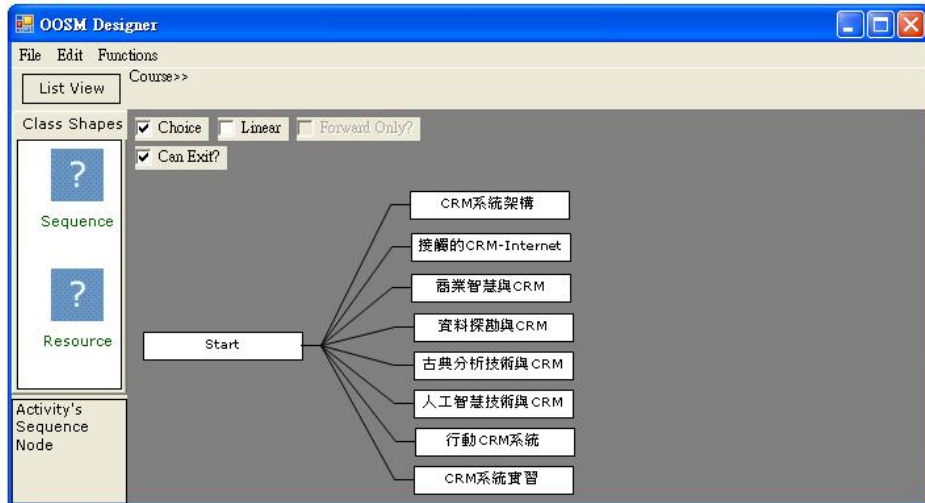 OOSM Designer
File Edit Functions
List View
Course>>
Class Shapes
Choice
Linear
Forward Only?
Can Exit?
?
Sequence
?
Resource
Activity's
Sequence
Node
Start
CRM系統架構
接觸的CRM-Internet
商業智慧與CRM
資料探勘與CRM
古典分析技術與CRM
人工智慧技術與CRM
行動CRM系統
CRM系統實習